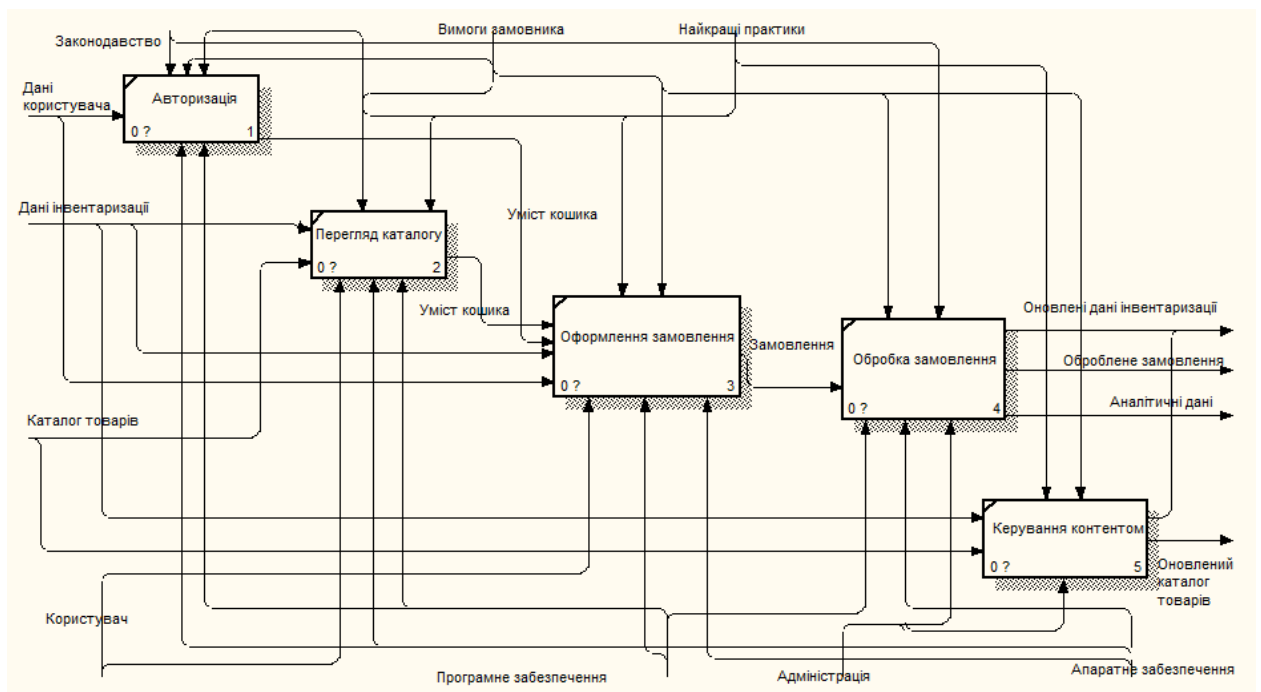 Законодавство
Вимоги замовника
Найкращі практики
Дані
користувача
Авторизація
0 ?
1
Дані інвентаризації
Уміст кошика
Перегляд каталогу
0 ?
2
Уміст кошика
Оформлення замовлення
0 ?
3
Замовлення
Обробка замовлення
0 ?
4
Оновлені дані інвентаризації
Оброблене замовлення
Аналітичні дані
Каталог товарів
Керування контентом
0 ?
5
Оновлений
каталог
товарів
Користувач
Програмне забезпечення
Адміністрація
Апаратне забезпечення